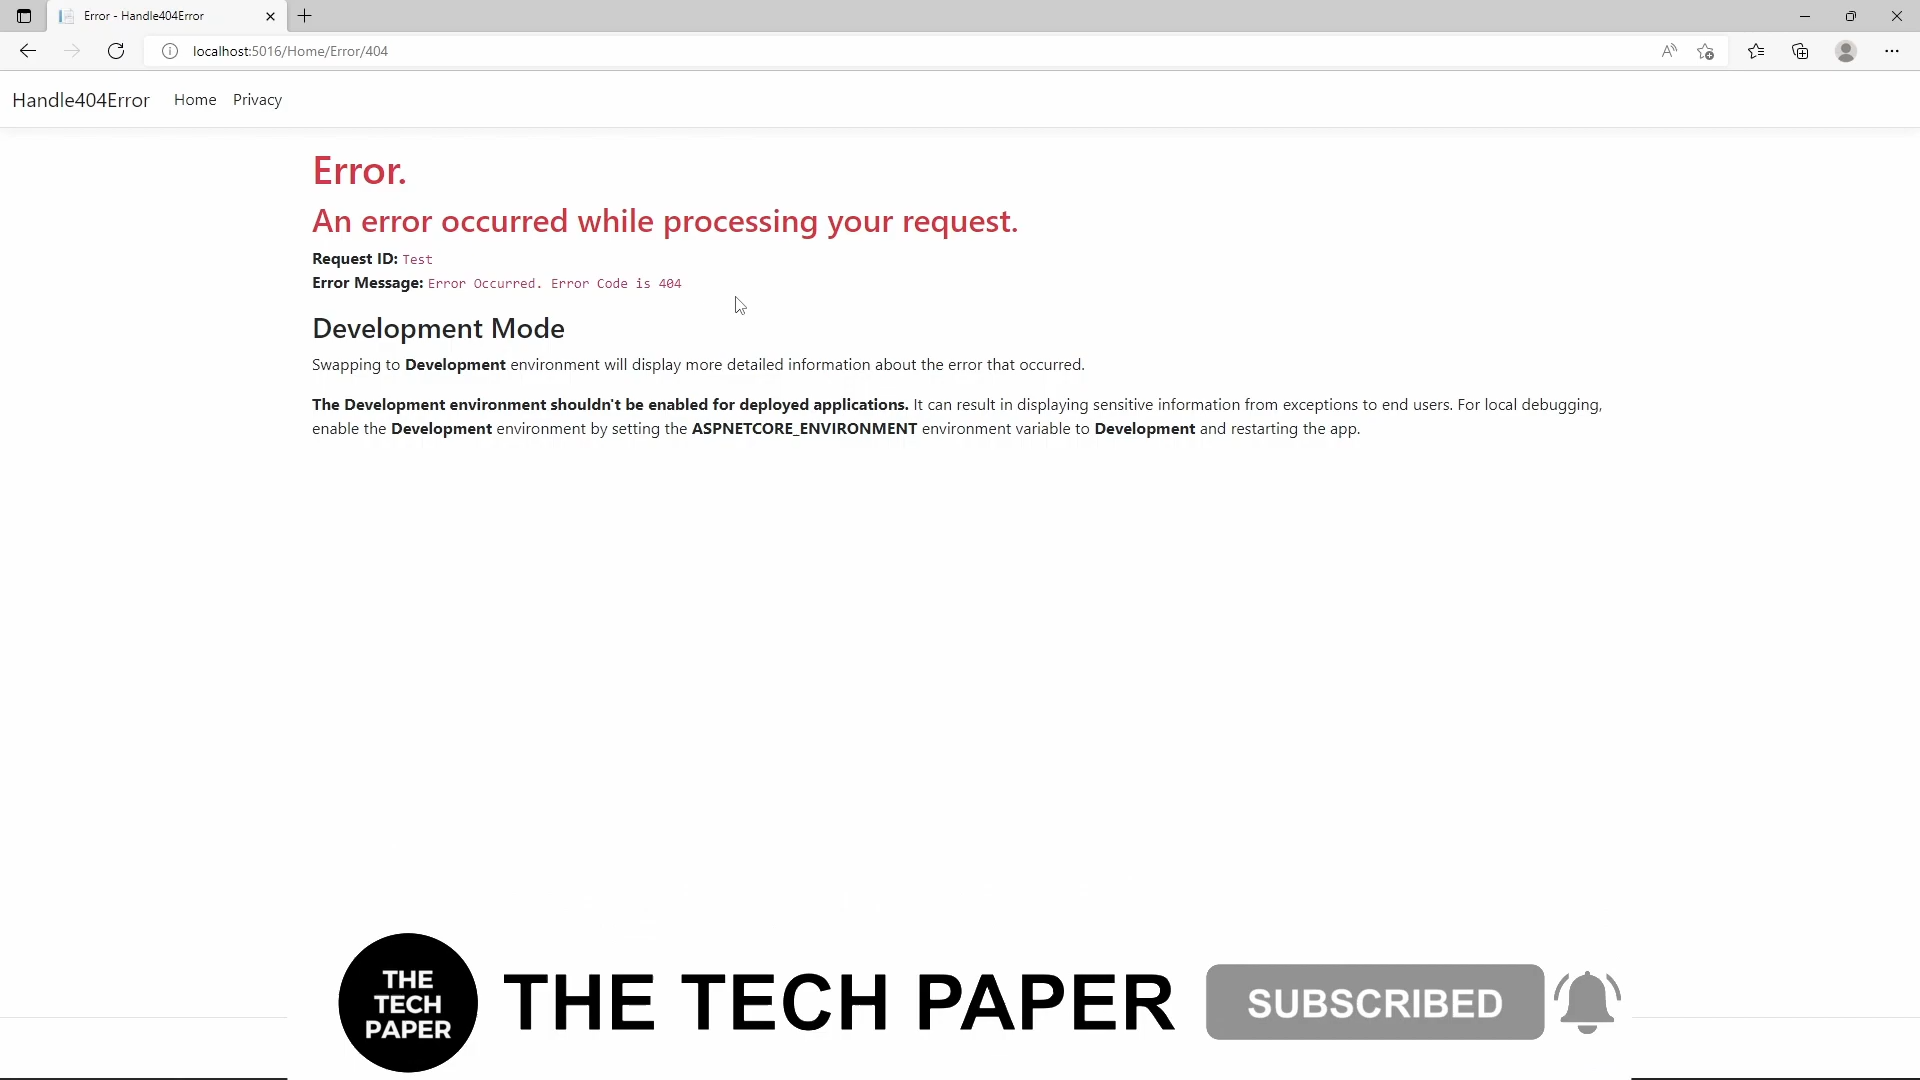 Error - Handle404Error
localhost:5016/Home/Error/404
Handle404Error Home Privacy
Error.
An error occurred while processing your request.
Request ID: Test
Error Message: Error Occurred. Error Code is 404
Development Mode
Swapping to Development environment will display more detailed information about the error that occurred.
The Development environment shouldn't be enabled for deployed applications. It can result in displaying sensitive information from exceptions to end users. For local debugging,
enable the Development environment by setting the ASPNETCORE_ENVIRONMENT environment variable to Development and restarting the app.
THE
TECH
PAPER
THE TECH PAPER
SUBSCRIBED